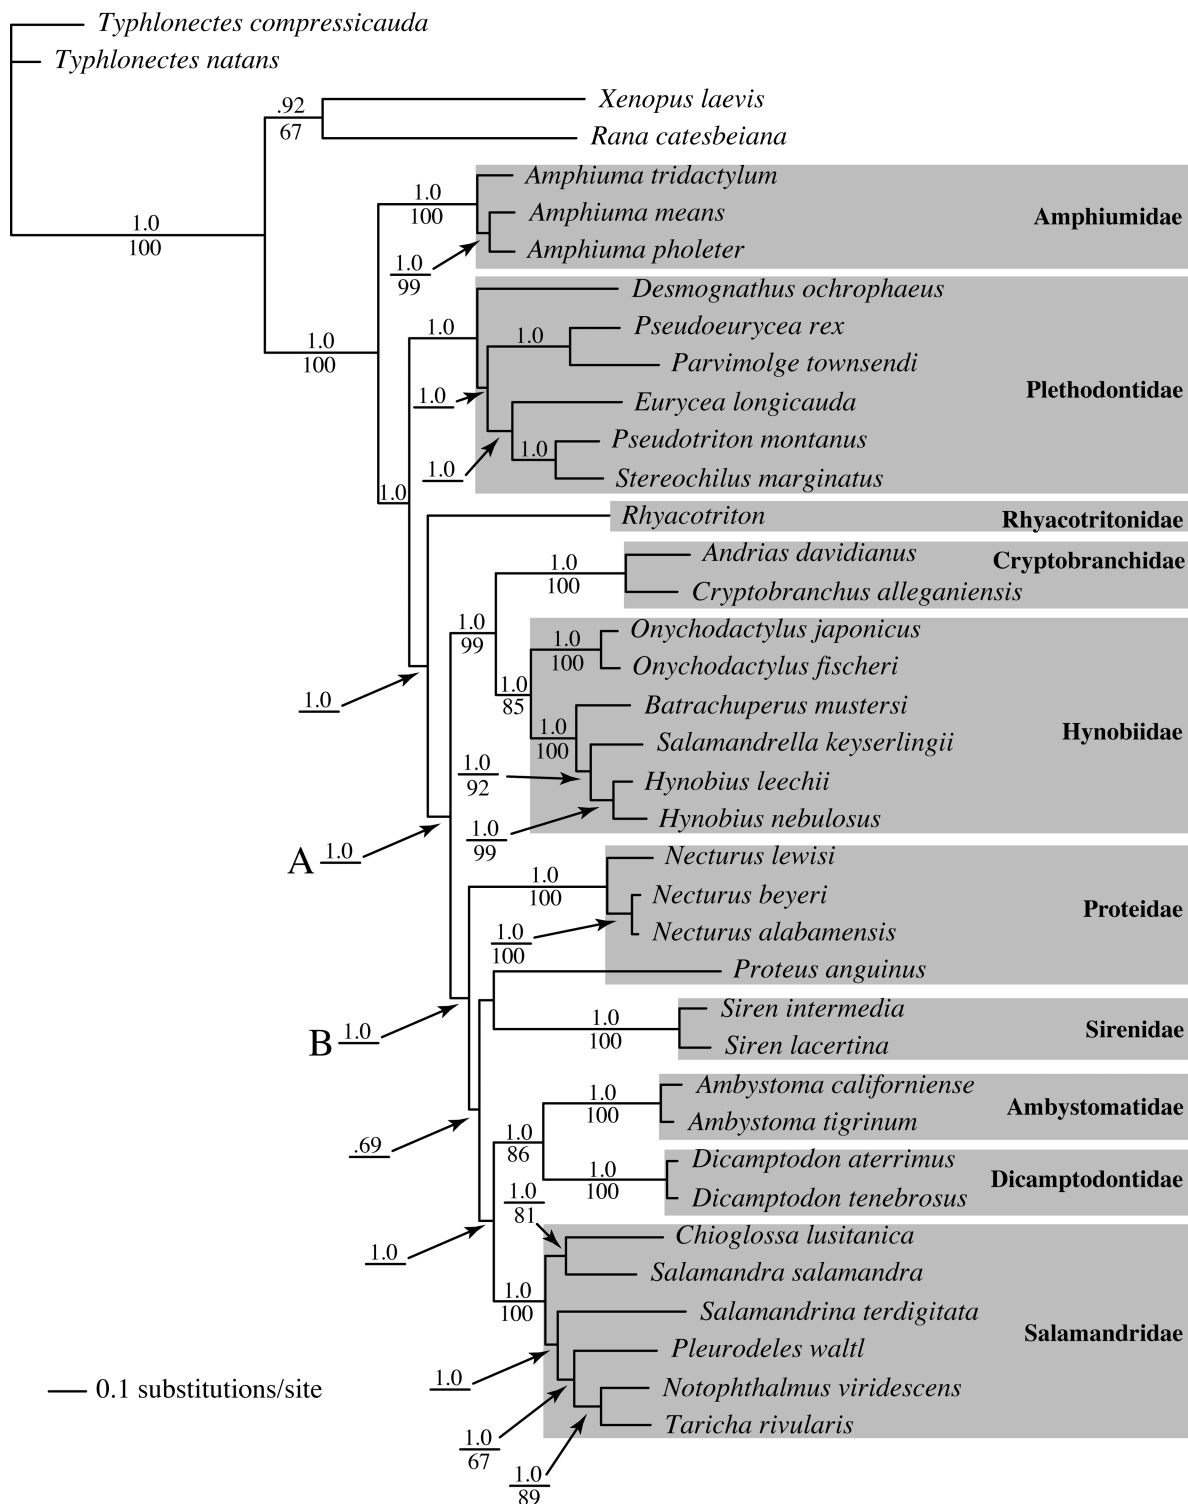 Typhlonectes compressicauda
Typhlonectes natans
.92
67
Xenopus laevis
Rana catesbeiana
1.0
100
1.0
100
Amphiuma tridactylum
Amphiuma means
Amphiuma pholeter
Amphiumidae
1.0
99
1.0
100
1.0
Desmognathus ochrophaeus
1.0
Pseudoeurycea rex
Parvimolge townsendi
Plethodontidae
1.0
Eurycea longicauda
1.0
Pseudotriton montanus
1.0
Stereochilus marginatus
1.0
Rhyacotriton
Rhyacotritonidae
1.0
100
Andrias davidianus
Cryptobranchidae
Cryptobranchus alleganiensis
1.0
99
1.0
100
Onychodactylus japonicus
Onychodactylus fischeri
1.0
85
1.0
1.0
100
Batrachuperus mustersi
Hynobiidae
Salamandrella keyserlingii
1.0
92
Hynobius leechii
Hynobius nebulosus
1.0
99
A 1.0
1.0
100
Necturus lewisi
Necturus beyeri
Proteidae
Necturus alabamensis
1.0
100
Proteus anguinus
Siren intermedia
1.0
100
Sirenidae
Siren lacertina
B 1.0
1.0
100
Ambystoma californiense
Ambystomatidae
Ambystoma tigrinum
.69
1.0
86
Dicamptodon aterrimus
1.0
100
Dicamptodontidae
Dicamptodon tenebrosus
1.0
81
Chioglossa lusitanica
1.0
Salamandra salamandra
1.0
100
Salamandrina terdigitata
Salamandridae
Pleurodeles waltl
1.0
0.1 substitutions/site
Notophthalmus viridescens
Taricha rivularis
1.0
67
1.0
89